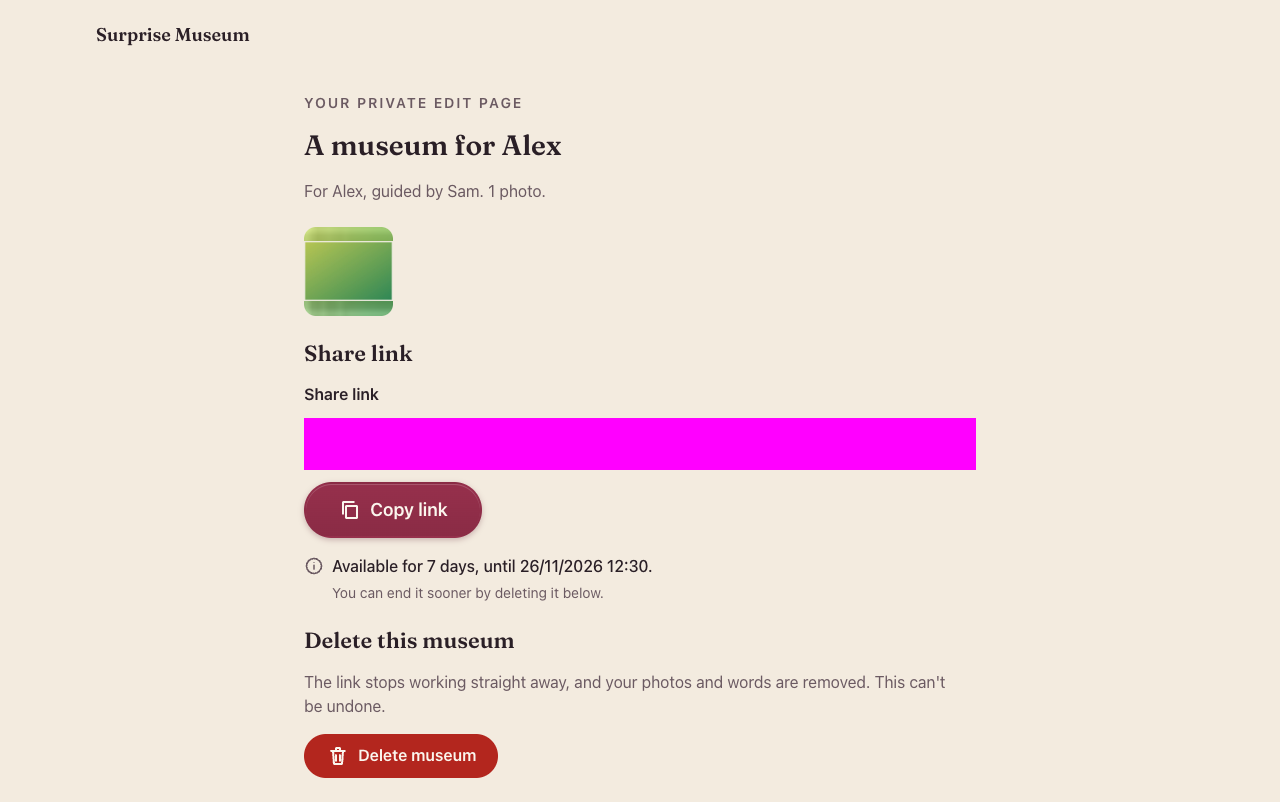 Surprise Museum
YOUR PRIVATE EDIT PAGE
A museum for Alex
For Alex, guided by Sam. 1 photo.
Share link
Share link
Copy link
Available for 7 days, until 26/11/2026 12:30.
You can end it sooner by deleting it below.
Delete this museum
The link stops working straight away, and your photos and words are removed. This can't
be undone.
Delete museum